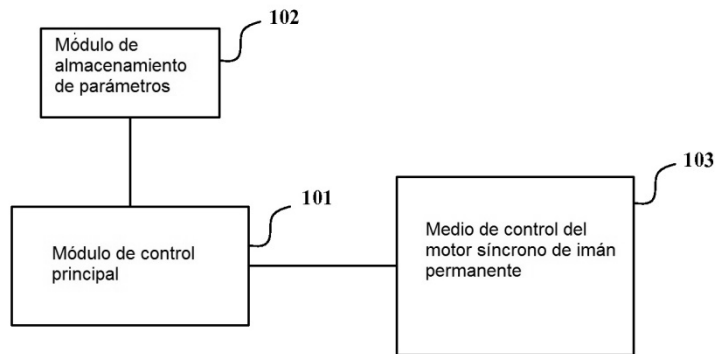 102
Módulo de
almacenamiento
de parámetros
103
101
Medio de control del
motor síncrono de imán
permanente
Módulo de control
principal